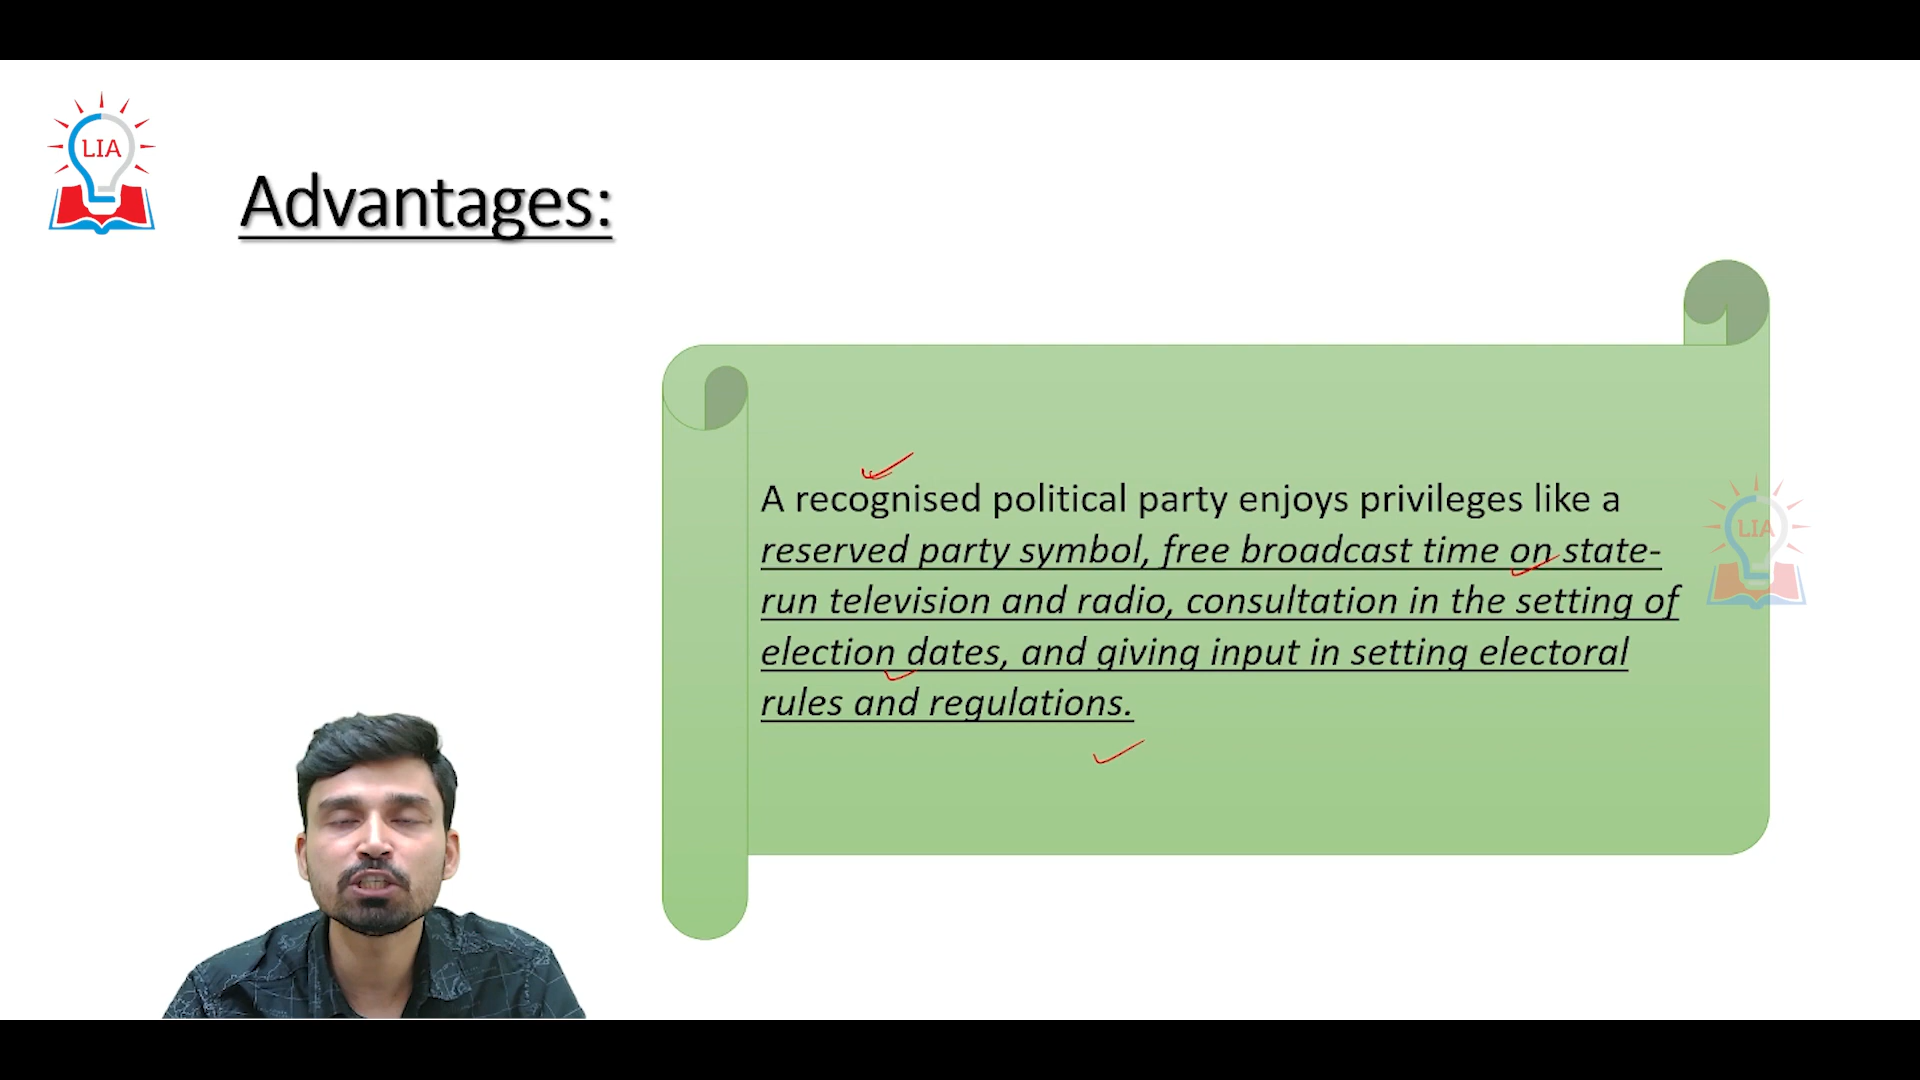 LIA
Advantages:
A recognised political party enjoys privileges like a
reserved party symbol, free broadcast time on state-
run television and radio, consultation in the setting of
election dates, and giving input in setting electoral
rules and regulations.
LIA